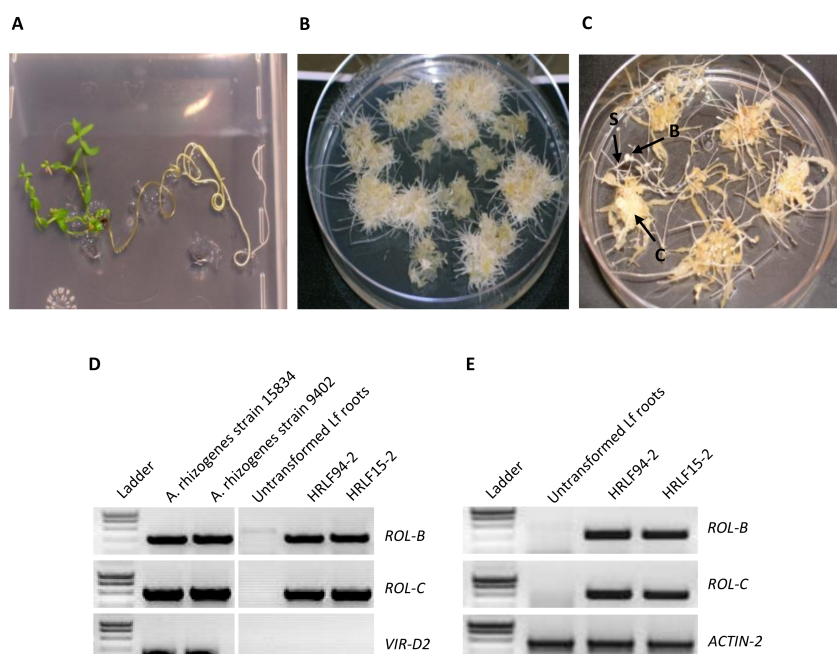 A
B
C
S
B
C
D
E
Ladder
A. rhizogenes strain 15834
A. rhizogenes strain 9402
Untransformed Lf roots
HRLF94-2
HRLF15-2
Ladder
Untransformed Lf roots
HRLF94-2
HRLF15-2
ROL-B
ROL-B
ROL-C
ROL-C
VIR-D2
ACTIN-2